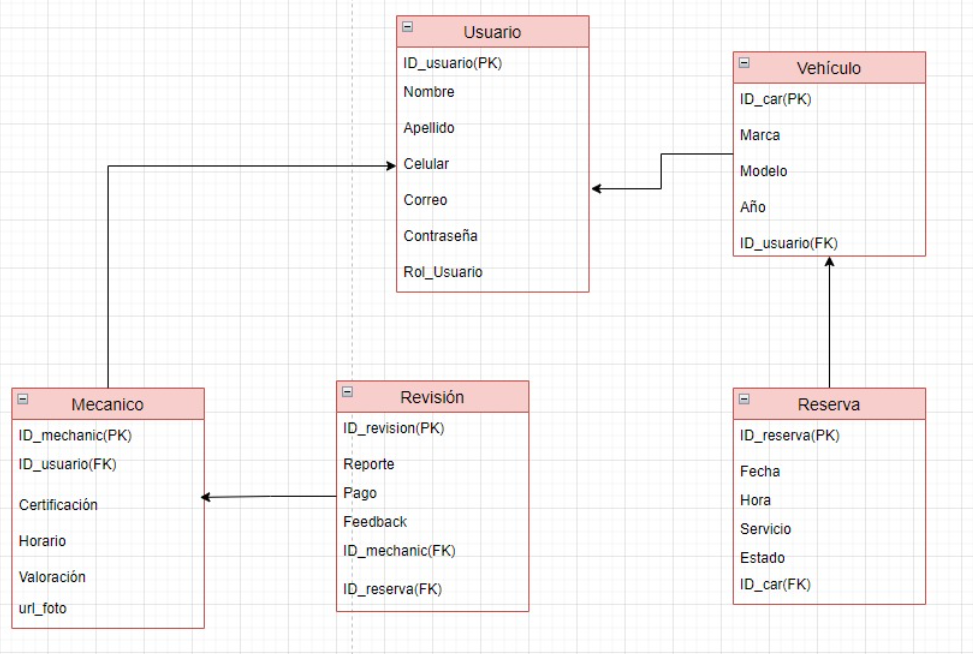 Usuario
ID_usuario(PK)
Nombre
Apellido
Celular
Correo
Contraseña
Rol_Usuario
Vehículo
ID_car(PK)
Marca
Modelo
Año
ID_usuario(FK)
Mecanico
ID_mechanic(PK)
ID_usuario(FK)
Certificación
Horario
Valoración
url_foto
Revisión
ID_revision(PK)
Reporte
Pago
Feedback
ID_mechanic(FK)
ID_reserva(FK)
Reserva
ID_reserva(PK)
Fecha
Hora
Servicio
Estado
ID_car(FK)